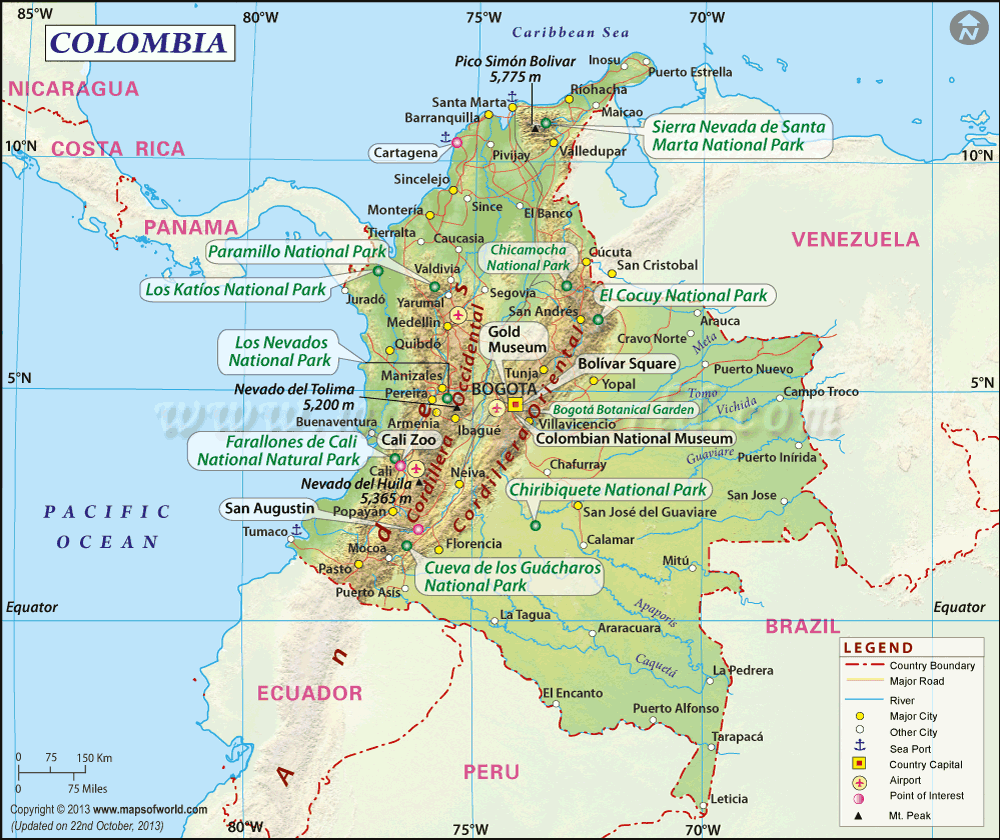 85°W
80°W
75°W
70°W
COLOMBIA
Caribbean Sea
N
Pico Simón Bolivar
5,775 m
Inosu
Puerto Estrella
NICARAGUA
Santa Marta
Ríohacha
Barranquilla
Maicao
Sierra Nevada de Santa
Marta National Park
10°N
COSTA RICA
Cartagena
Pivijay
Valledupar
10°N
Sincelejo
Since
PANAMA
Montería
El Banco
Tierralta
Caucasia
VENEZUELA
Paramillo National Park
Chicamocha
National Park
Cúcuta
San Cristobal
Valdivia
Los Katíos National Park
Juradó
Yarumal
Segovia
El Cocuy National Park
San Andrés
Medellin
Arauca
Gold
Museum
Cravo Norte
Meta
Los Nevados
National Park
Quibdó
Bolívar Square
Manizales
Tunja
Puerto Nuevo
5°N
Nevado del Tolima
5,200 m
Pereira
BOGOTA
Yopal
5°N
Campo Troco
Tomo
Vichida
Bogotá Botanical Garden
Buenaventura
Armenia
Ibagué
Villavicencio
Farallones de Cali
National Natural Park
Cali Zoo
Colombian National Museum
Guaviare
Puerto Inírida
Cali
Chafurray
Neiva
Nevado del Huila
5,365 m
Chiribiquete National Park
San Jose
PACIFIC
OCEAN
San Augustin
Popayán
San José del Guaviare
Tumaco
Calamar
Mocoa
Florencia
Mitú
Pasto
Cueva de los Guácharos
National Park
Puerto Asis
Equator
Equator
Apaporis
La Tagua
BRAZIL
Araracuara
Caquetá
La Pedrera
ECUADOR
El Encanto
Puerto Alfonso
Tarapacá
PERU
Leticia
Andes
Cordillera Occidental
Cordillera Oriental
LEGEND
Country Boundary
Major Road
River
Major City
Other City
Sea Port
Country Capital
Airport
Point of Interest
Mt. Peak
0 75 150 Km
0 75 Miles
Copyright © 2013 www.mapsofworld.com
(Updated on 22nd October, 2013)
80°W
75°W
70°W